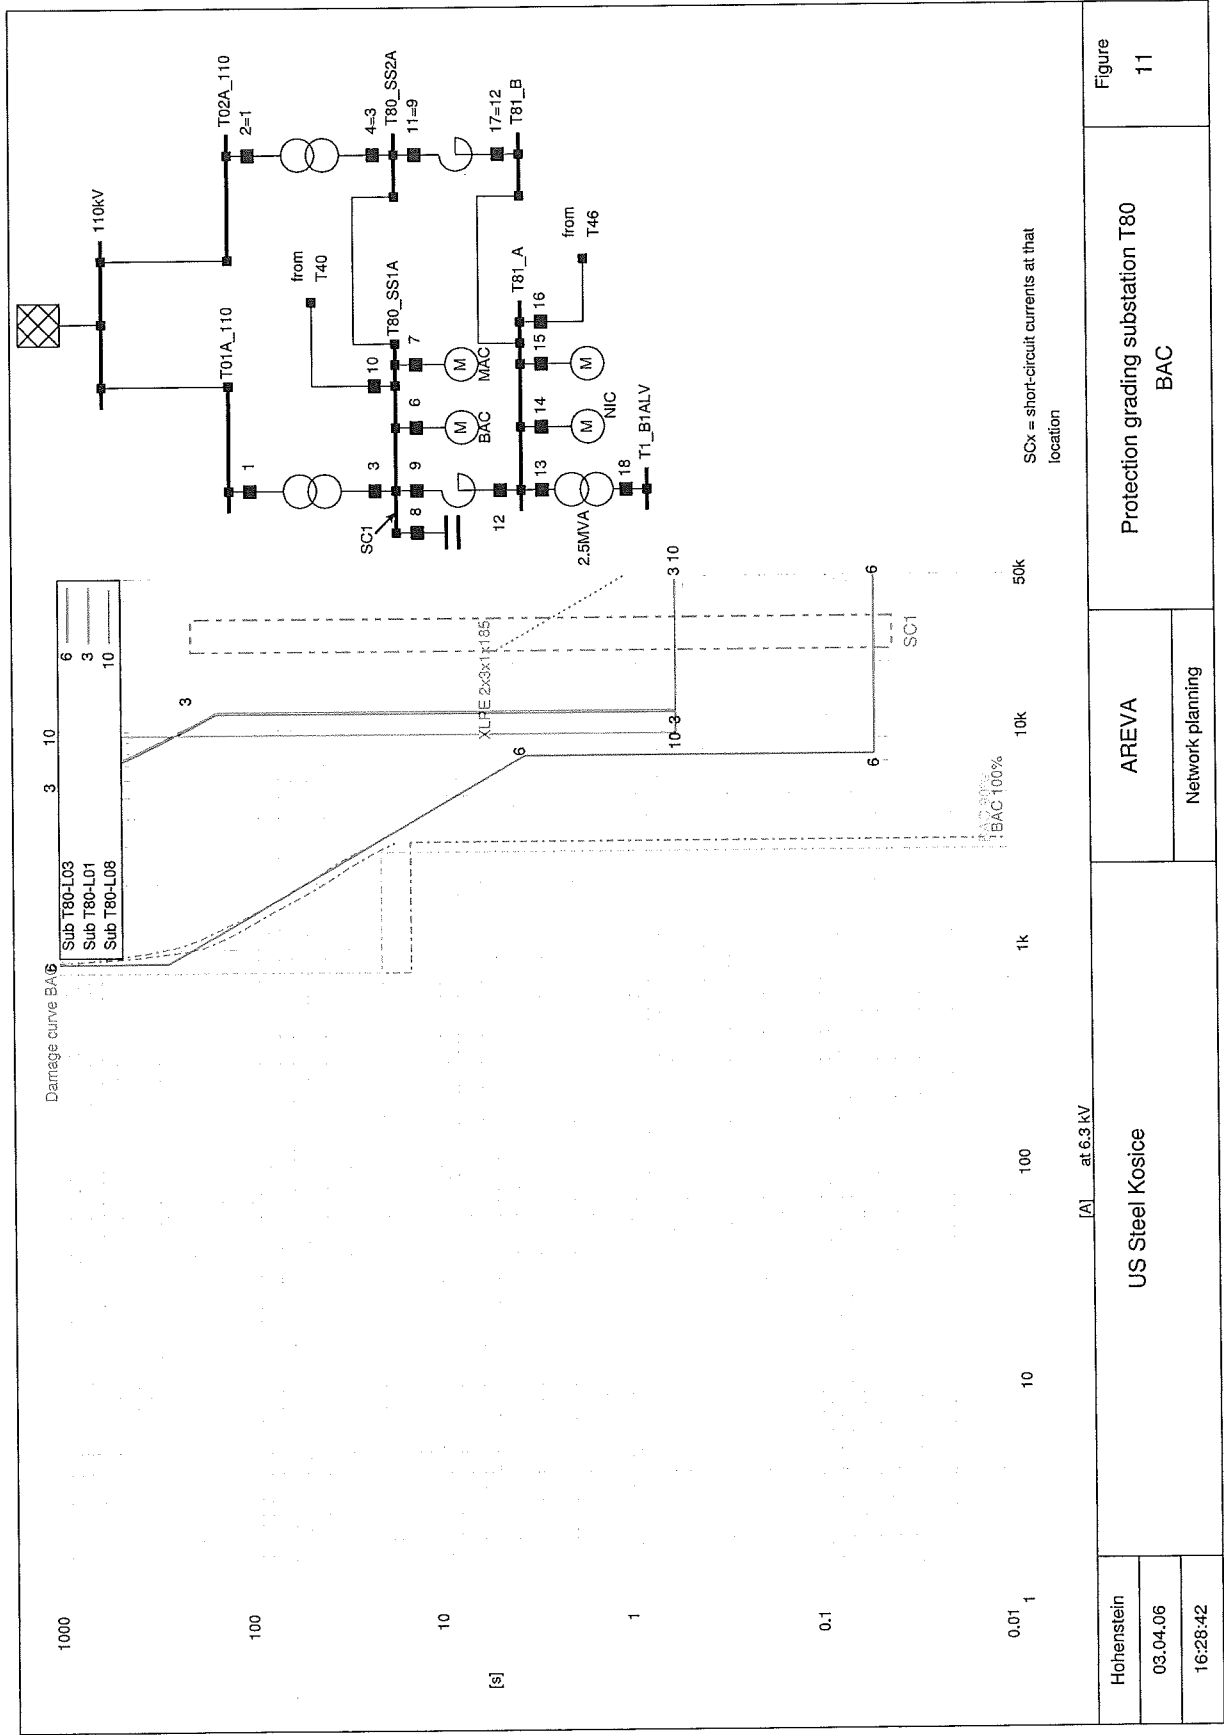 Damage curve BAC
6
3
10
Sub T80-L03 6
Sub T80-L01 3
Sub T80-L08 10
3
XLPE 2x3x1x185
6
10
3
3 10
6
6
SC1
BAC 100%
1000
100
10
1
0.1
0.01
[s]
1
10
100
1k
10k
50k
[A] at 6.3 kV
110kV
T01A_110
T02A_110
1
2=1
from
T40
3
4=3
T80_SS1A
T80_SS2A
SC1
8
9
6
10
7
11=9
M
BAC
M
MAC
12
17=12
T81_A
T81_B
13
14
15
16
from
T46
2.5MVA
M
NIC
M
18
T1_B1ALV
SCx = short-circuit currents at that
location
Hohenstein
03.04.06
16:28:42
US Steel Kosice
AREVA
Network planning
Protection grading substation T80
BAC
Figure
11